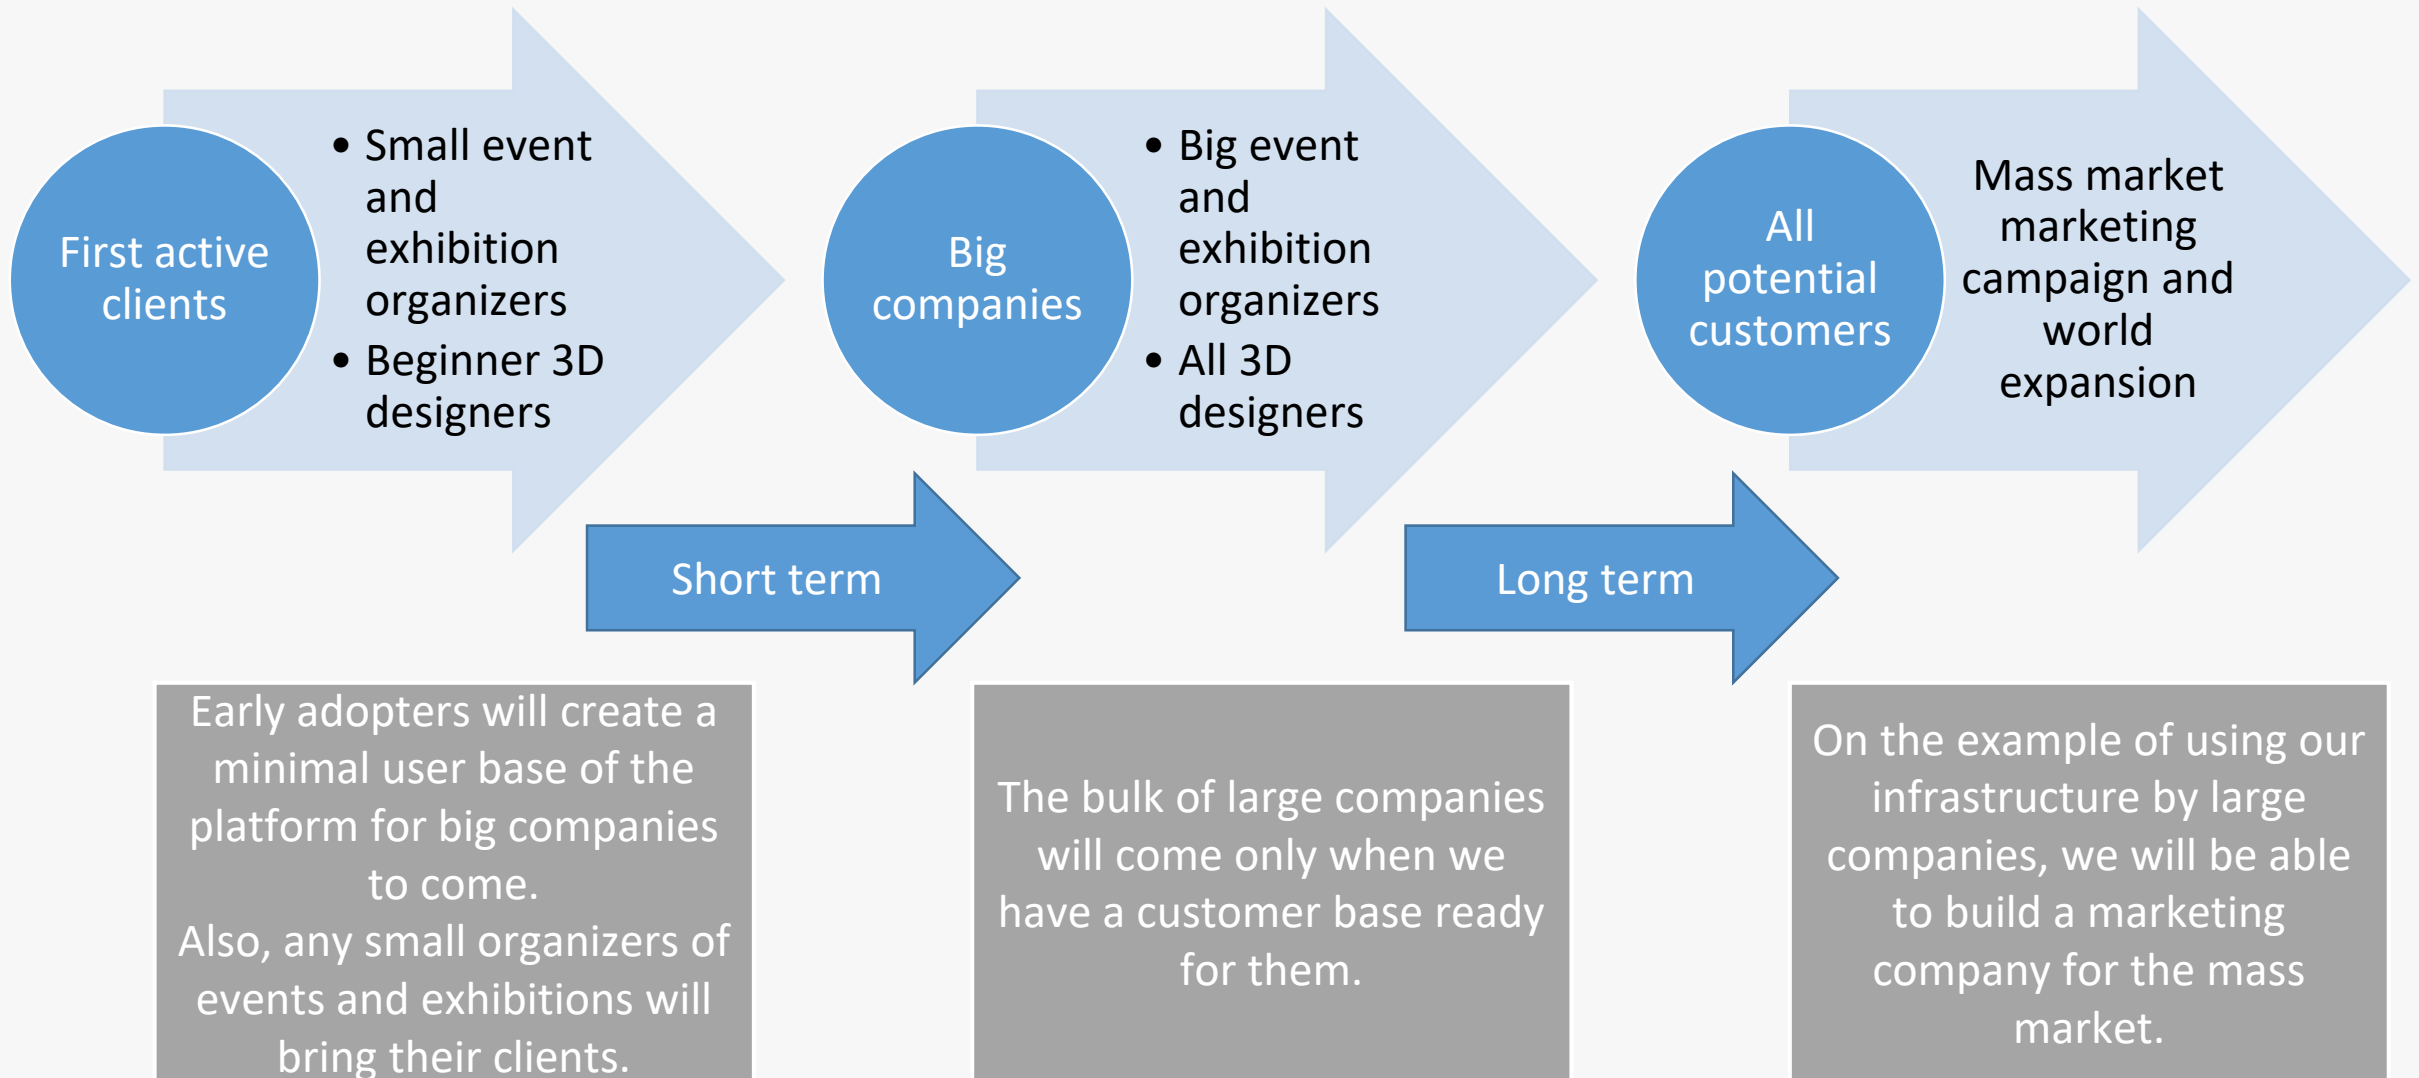 First active
clients
• Small event
and
exhibition
organizers
• Beginner 3D
designers
Big
companies
• Big event
and
exhibition
organizers
• All 3D
designers
All
potential
customers
Mass market
marketing
campaign and
world
expansion
Short term
Long term
Early adopters will create a
minimal user base of the
platform for big companies
to come.
Also, any small organizers of
events and exhibitions will
bring their clients.
The bulk of large companies
will come only when we
have a customer base ready
for them.
On the example of using our
infrastructure by large
companies, we will be able
to build a marketing
company for the mass
market.